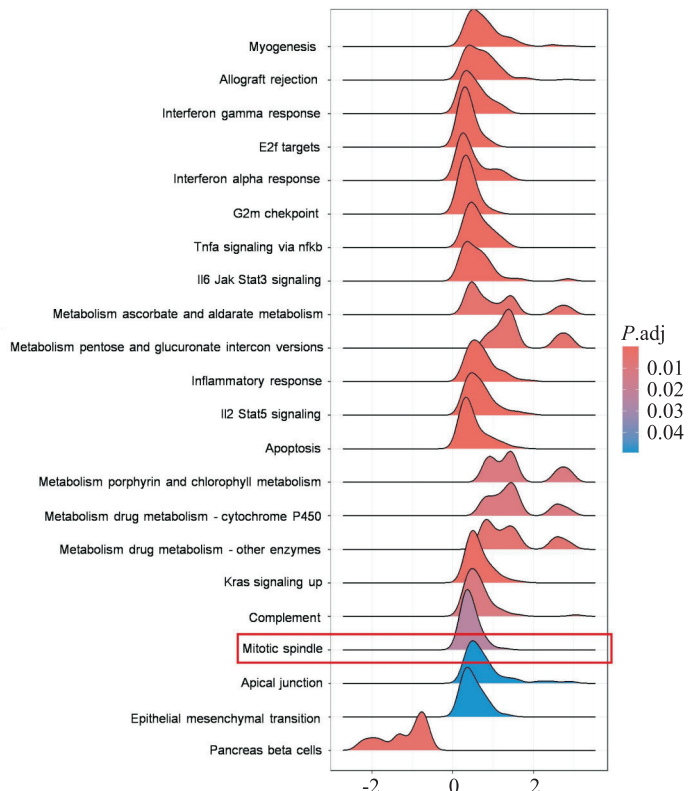 Myogenesis
Allograft rejection
Interferon gamma response
E2f targets
Interferon alpha response
G2m chekpoint
Tnfa signaling via nfkb
Il6 Jak Stat3 signaling
Metabolism ascorbate and aldarate metabolism
Metabolism pentose and glucuronate intercon versions
Inflammatory response
Il2 Stat5 signaling
Apoptosis
Metabolism porphyrin and chlorophyll metabolism
Metabolism drug metabolism - cytochrome P450
Metabolism drug metabolism - other enzymes
Kras signaling up
Complement
Mitotic spindle
Apical junction
Epithelial mesenchymal transition
Pancreas beta cells
-2 0 2
P.adj
0.01
0.02
0.03
0.04